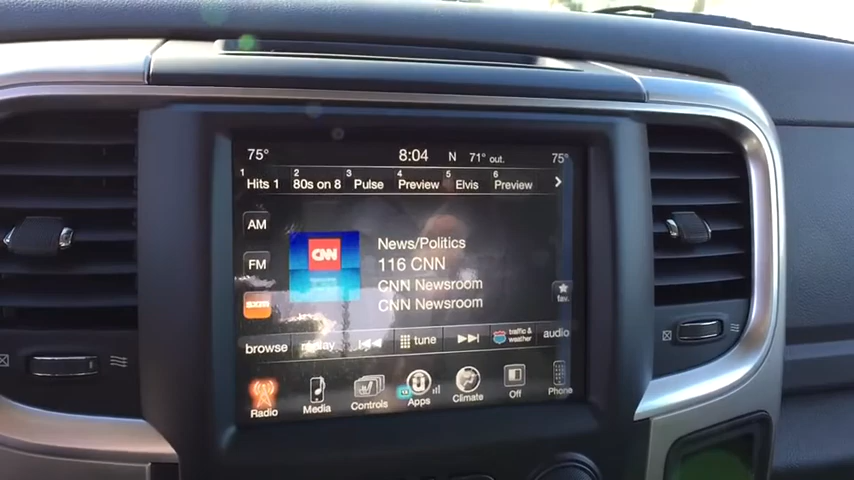 75° 8:04 N 71° out. 75°
1 Hits 1 2 80s on 8 3 Pulse 4 Preview 5 Elvis 6 Preview
AM
FM
sxm
CNN
News/Politics
116 CNN
CNN Newsroom
CNN Newsroom
fav.
browse replay tune traffic & weather audio
Radio Media Controls Apps Climate Off Phone